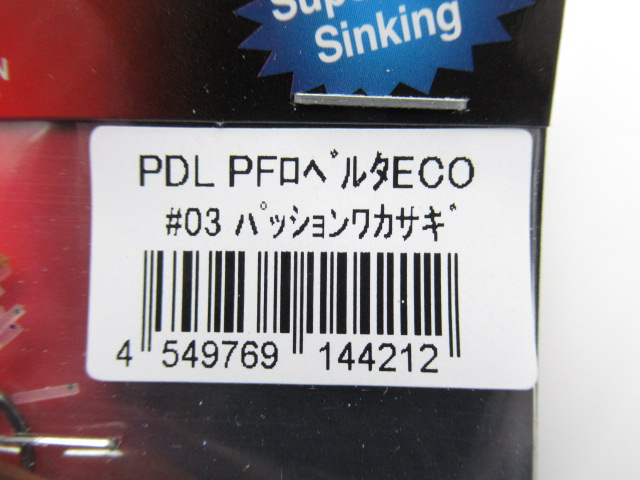 Sinking
N
PDL PFﾛﾍﾞﾙﾀECO
#03 ﾊﾟｯｼｮﾝﾜｶｻｷﾞ
4 549769 144212